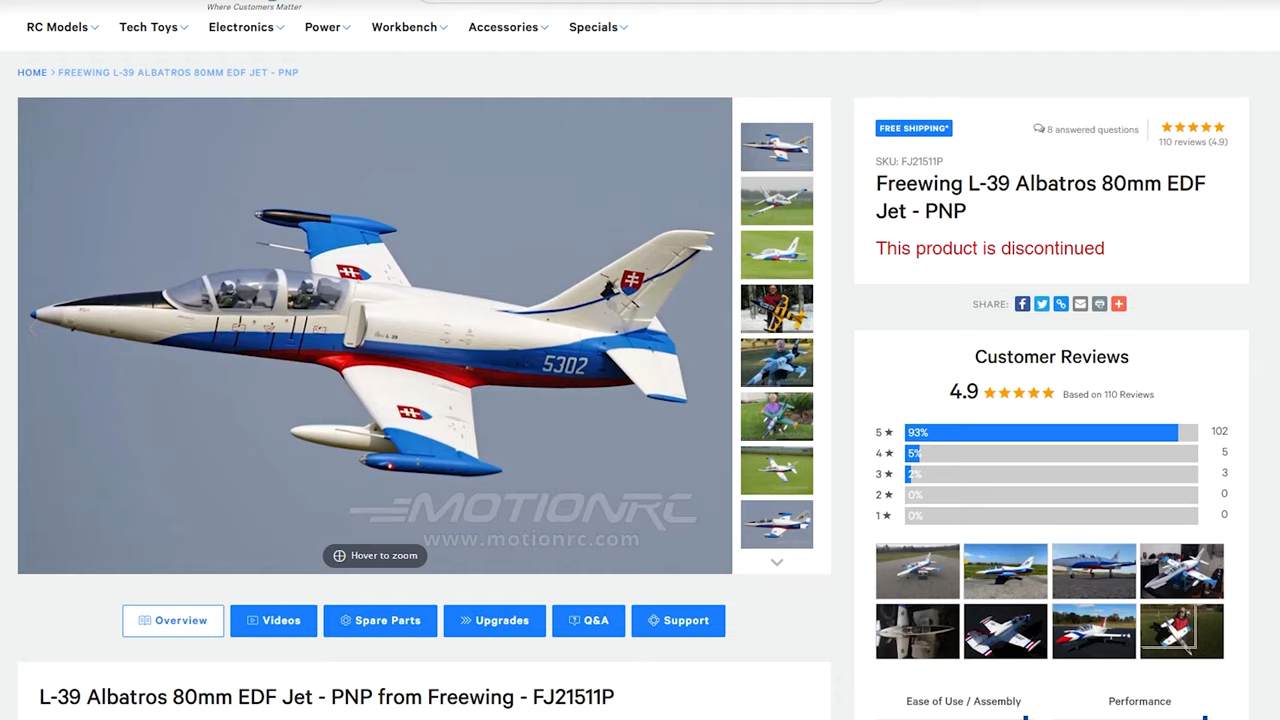 Where Customers Matter
RC Models Tech Toys Electronics Power Workbench Accessories Specials
HOME > FREEWING L-39 ALBATROS 80MM EDF JET - PNP
5302
MOTIONRC
www.motionrc.com
Hover to zoom
FREE SHIPPING*
8 answered questions
110 reviews (4.9)
SKU: FJ21511P
Freewing L-39 Albatros 80mm EDF
Jet - PNP
This product is discontinued
SHARE:
Customer Reviews
4.9 Based on 110 Reviews
5 ★ 93% 102
4 ★ 5% 5
3 ★ 2% 3
2 ★ 0% 0
1 ★ 0% 0
Overview Videos Spare Parts Upgrades Q&A Support
L-39 Albatros 80mm EDF Jet - PNP from Freewing - FJ21511P
Ease of Use / Assembly Performance